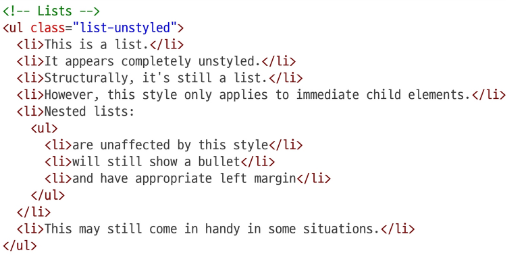 <!-- Lists -->
<ul class="list-unstyled">
  <li>This is a list.</li>
  <li>It appears completely unstyled.</li>
  <li>Structurally, it's still a list.</li>
  <li>However, this style only applies to immediate child elements.</li>
  <li>Nested lists:
    <ul>
      <li>are unaffected by this style</li>
      <li>will still show a bullet</li>
      <li>and have appropriate left margin</li>
    </ul>
  </li>
  <li>This may still come in handy in some situations.</li>
</ul>